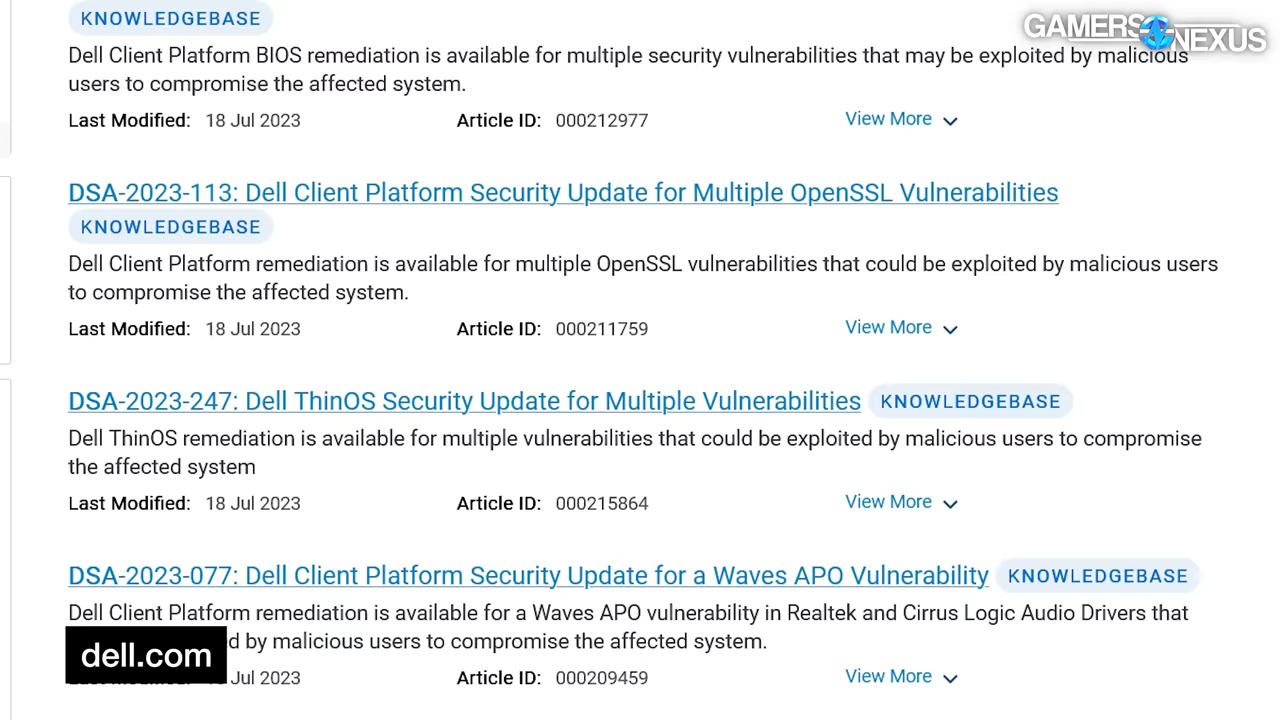 KNOWLEDGEBASE
GAMERS NEXUS
Dell Client Platform BIOS remediation is available for multiple security vulnerabilities that may be exploited by malicious
users to compromise the affected system.
Last Modified: 18 Jul 2023 Article ID: 000212977 View More
DSA-2023-113: Dell Client Platform Security Update for Multiple OpenSSL Vulnerabilities
KNOWLEDGEBASE
Dell Client Platform remediation is available for multiple OpenSSL vulnerabilities that could be exploited by malicious users
to compromise the affected system.
Last Modified: 18 Jul 2023 Article ID: 000211759 View More
DSA-2023-247: Dell ThinOS Security Update for Multiple Vulnerabilities KNOWLEDGEBASE
Dell ThinOS remediation is available for multiple vulnerabilities that could be exploited by malicious users to compromise
the affected system
Last Modified: 18 Jul 2023 Article ID: 000215864 View More
DSA-2023-077: Dell Client Platform Security Update for a Waves APO Vulnerability KNOWLEDGEBASE
Dell Client Platform remediation is available for a Waves APO vulnerability in Realtek and Cirrus Logic Audio Drivers that
by malicious users to compromise the affected system.
dell.com
Jul 2023 Article ID: 000209459 View More